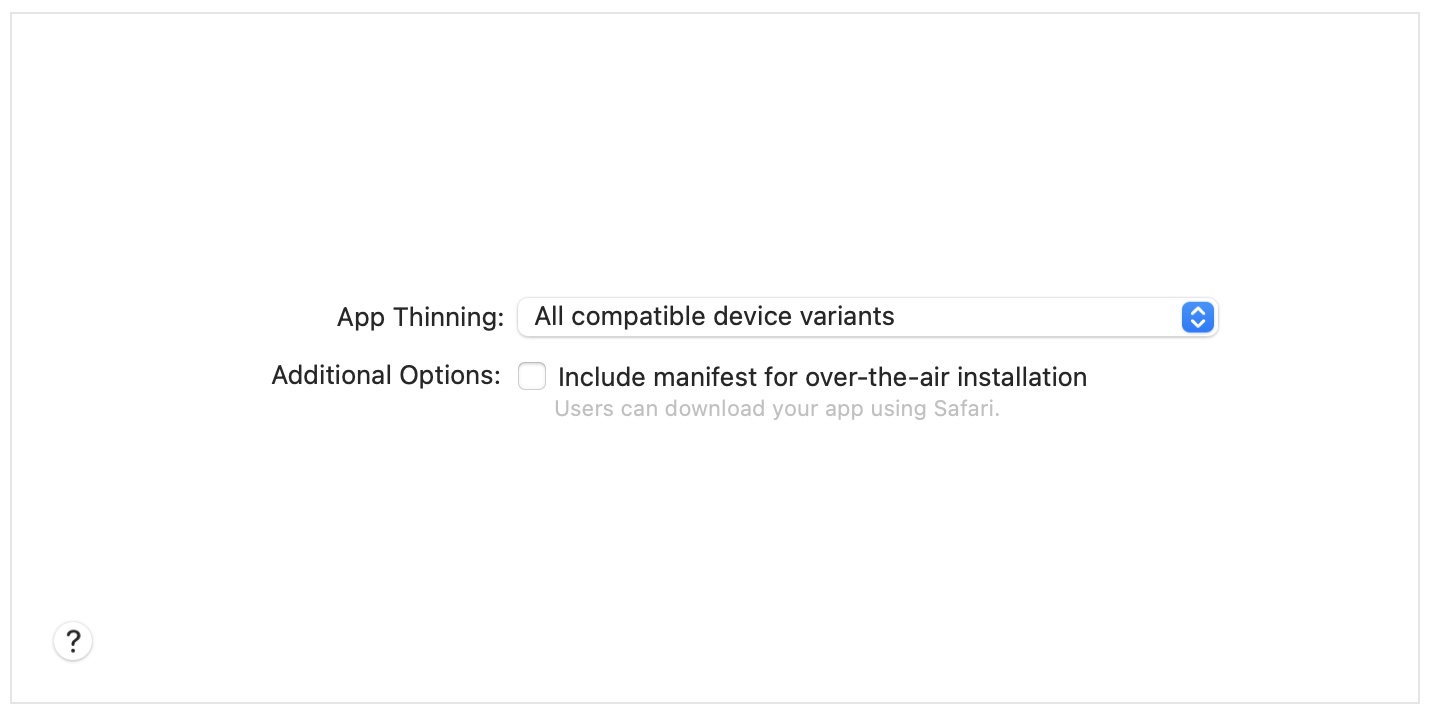 App Thinning: All compatible device variants
Additional Options: Include manifest for over-the-air installation
Users can download your app using Safari.
?